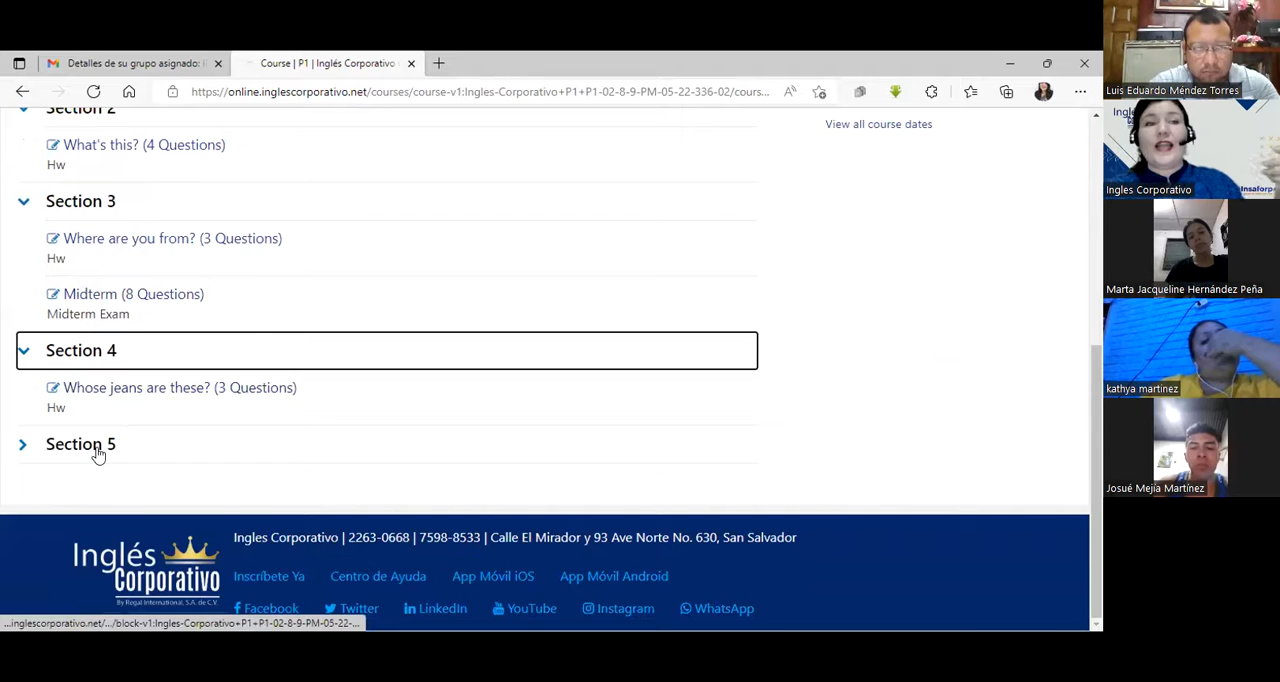 Detalles de su grupo asignado: I
Course | P1 | Inglés Corporativo
https://online.inglescorporativo.net/courses/course-v1:Ingles-Corporativo+P1+P1-02-8-9-PM-05-22-336-02/cours...
Section 2
View all course dates
What's this? (4 Questions)
Hw
Section 3
Where are you from? (3 Questions)
Hw
Midterm (8 Questions)
Midterm Exam
Section 4
Whose jeans are these? (3 Questions)
Hw
Section 5
Inglés
Corporativo
By Regal International, S.A. de C.V.
Ingles Corporativo | 2263-0668 | 7598-8533 | Calle El Mirador y 93 Ave Norte No. 630, San Salvador
Inscríbete Ya
Centro de Ayuda
App Móvil iOS
App Móvil Android
Facebook
Twitter
LinkedIn
YouTube
Instagram
WhatsApp
...inglescorporativo.net/.../block-v1:Ingles-Corporativo+P1+P1-02-8-9-PM-05-22-...
Luis Eduardo Méndez Torres
Ingles Corporativo
Marta Jacqueline Hernández Peña
kathya martinez
Josué Mejía Martínez